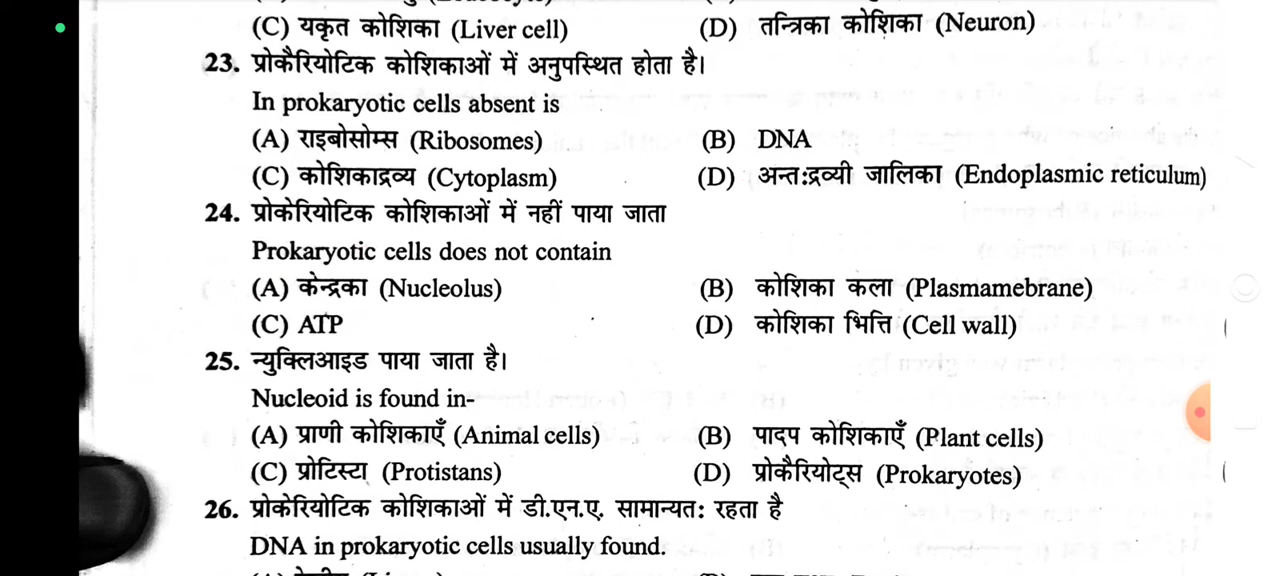 (C) यकृत कोशिका (Liver cell) (D) तन्त्रिका कोशिका (Neuron)
23. प्रोकैरियोटिक कोशिकाओं में अनुपस्थित होता है।
In prokaryotic cells absent is
(A) राइबोसोम्स (Ribosomes) (B) DNA
(C) कोशिकाद्रव्य (Cytoplasm) (D) अन्त:द्रव्यी जालिका (Endoplasmic reticulum)
24. प्रोकेरियोटिक कोशिकाओं में नहीं पाया जाता
Prokaryotic cells does not contain
(A) केन्द्रका (Nucleolus) (B) कोशिका कला (Plasmamebrane)
(C) ATP (D) कोशिका भित्ति (Cell wall)
25. न्युक्लिआइड पाया जाता है।
Nucleoid is found in-
(A) प्राणी कोशिकाएँ (Animal cells) (B) पादप कोशिकाएँ (Plant cells)
(C) प्रोटिस्टा (Protistans) (D) प्रोकैरियोट्स (Prokaryotes)
26. प्रोकेरियोटिक कोशिकाओं में डी.एन.ए. सामान्यत: रहता है
DNA in prokaryotic cells usually found.